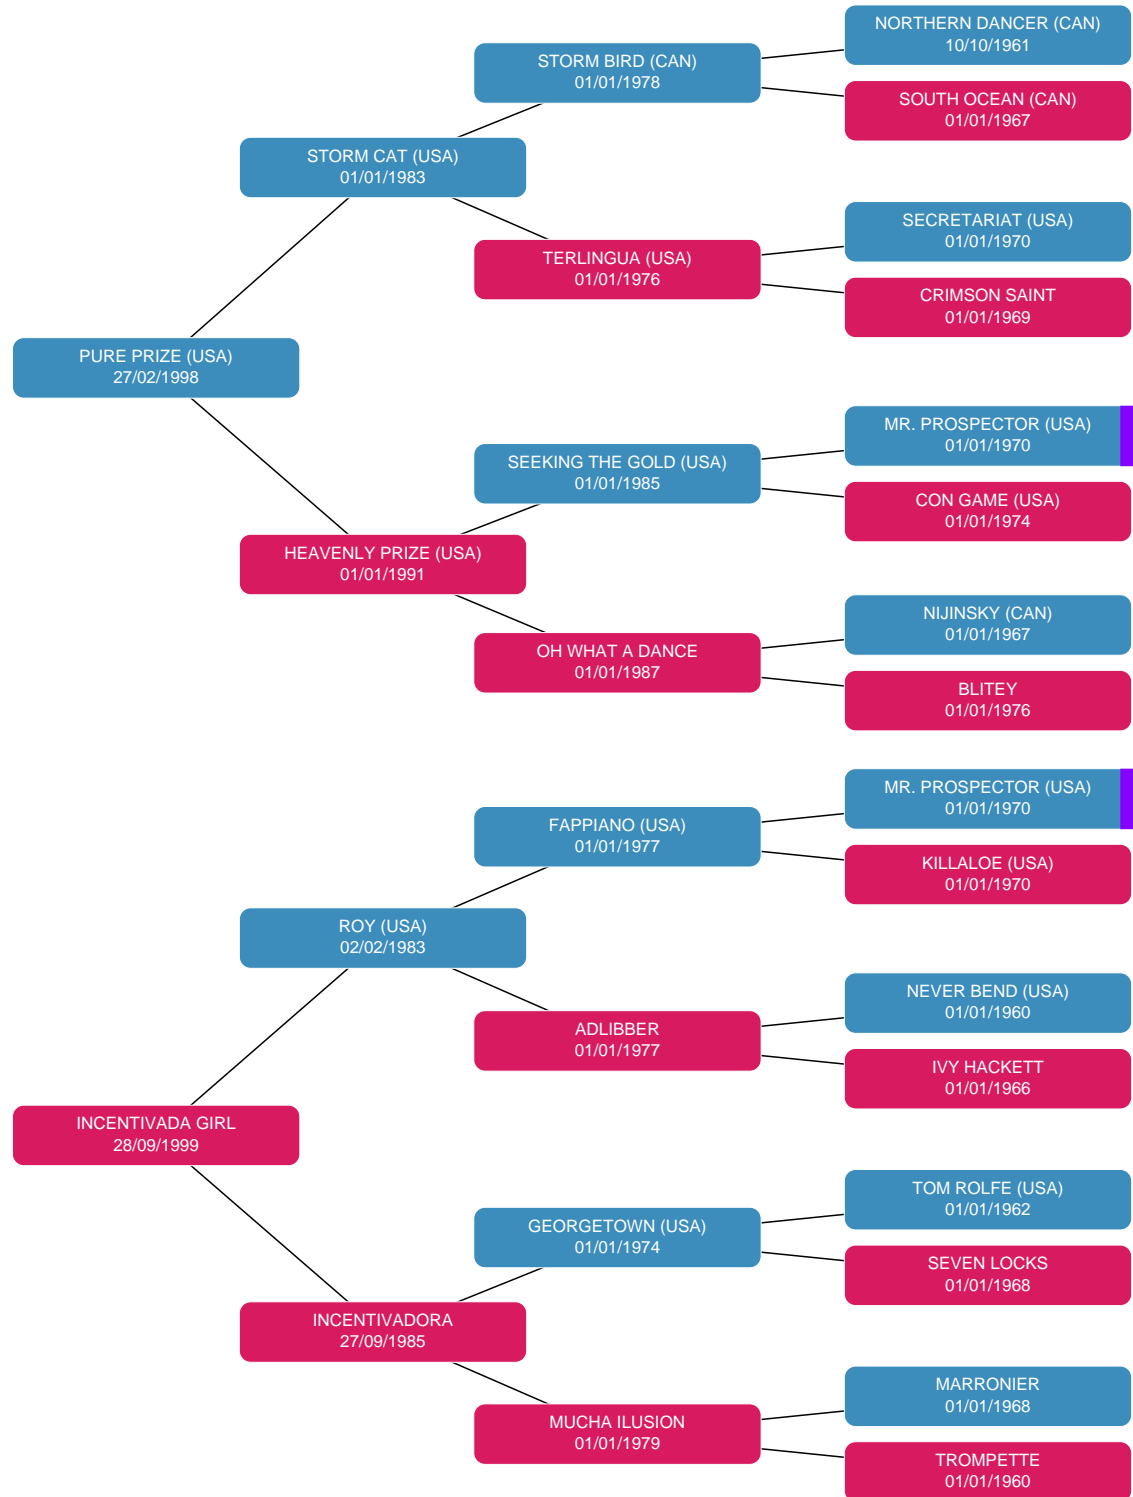 NORTHERN DANCER (CAN)
10/10/1961
STORM BIRD (CAN)
01/01/1978
SOUTH OCEAN (CAN)
01/01/1967
STORM CAT (USA)
01/01/1983
SECRETARIAT (USA)
01/01/1970
TERLINGUA (USA)
01/01/1976
CRIMSON SAINT
01/01/1969
PURE PRIZE (USA)
27/02/1998
MR. PROSPECTOR (USA)
01/01/1970
SEEKING THE GOLD (USA)
01/01/1985
CON GAME (USA)
01/01/1974
HEAVENLY PRIZE (USA)
01/01/1991
NIJINSKY (CAN)
01/01/1967
OH WHAT A DANCE
01/01/1987
BLITEY
01/01/1976
MR. PROSPECTOR (USA)
01/01/1970
FAPPIANO (USA)
01/01/1977
KILLALOE (USA)
01/01/1970
ROY (USA)
02/02/1983
NEVER BEND (USA)
01/01/1960
ADLIBBER
01/01/1977
IVY HACKETT
01/01/1966
INCENTIVADA GIRL
28/09/1999
TOM ROLFE (USA)
01/01/1962
GEORGETOWN (USA)
01/01/1974
SEVEN LOCKS
01/01/1968
INCENTIVADORA
27/09/1985
MARRONIER
01/01/1968
MUCHA ILUSION
01/01/1979
TROMPETTE
01/01/1960